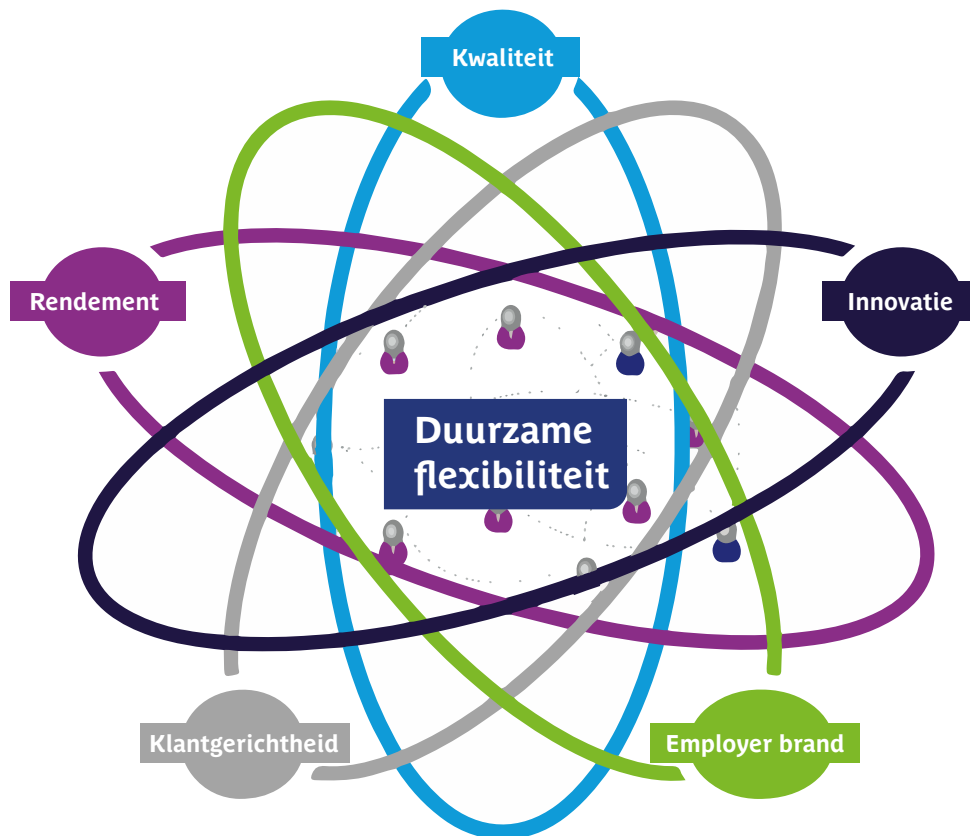 Kwaliteit
Rendement
Innovatie
Duurzame
flexibiliteit
Klantgerichtheid
Employer brand